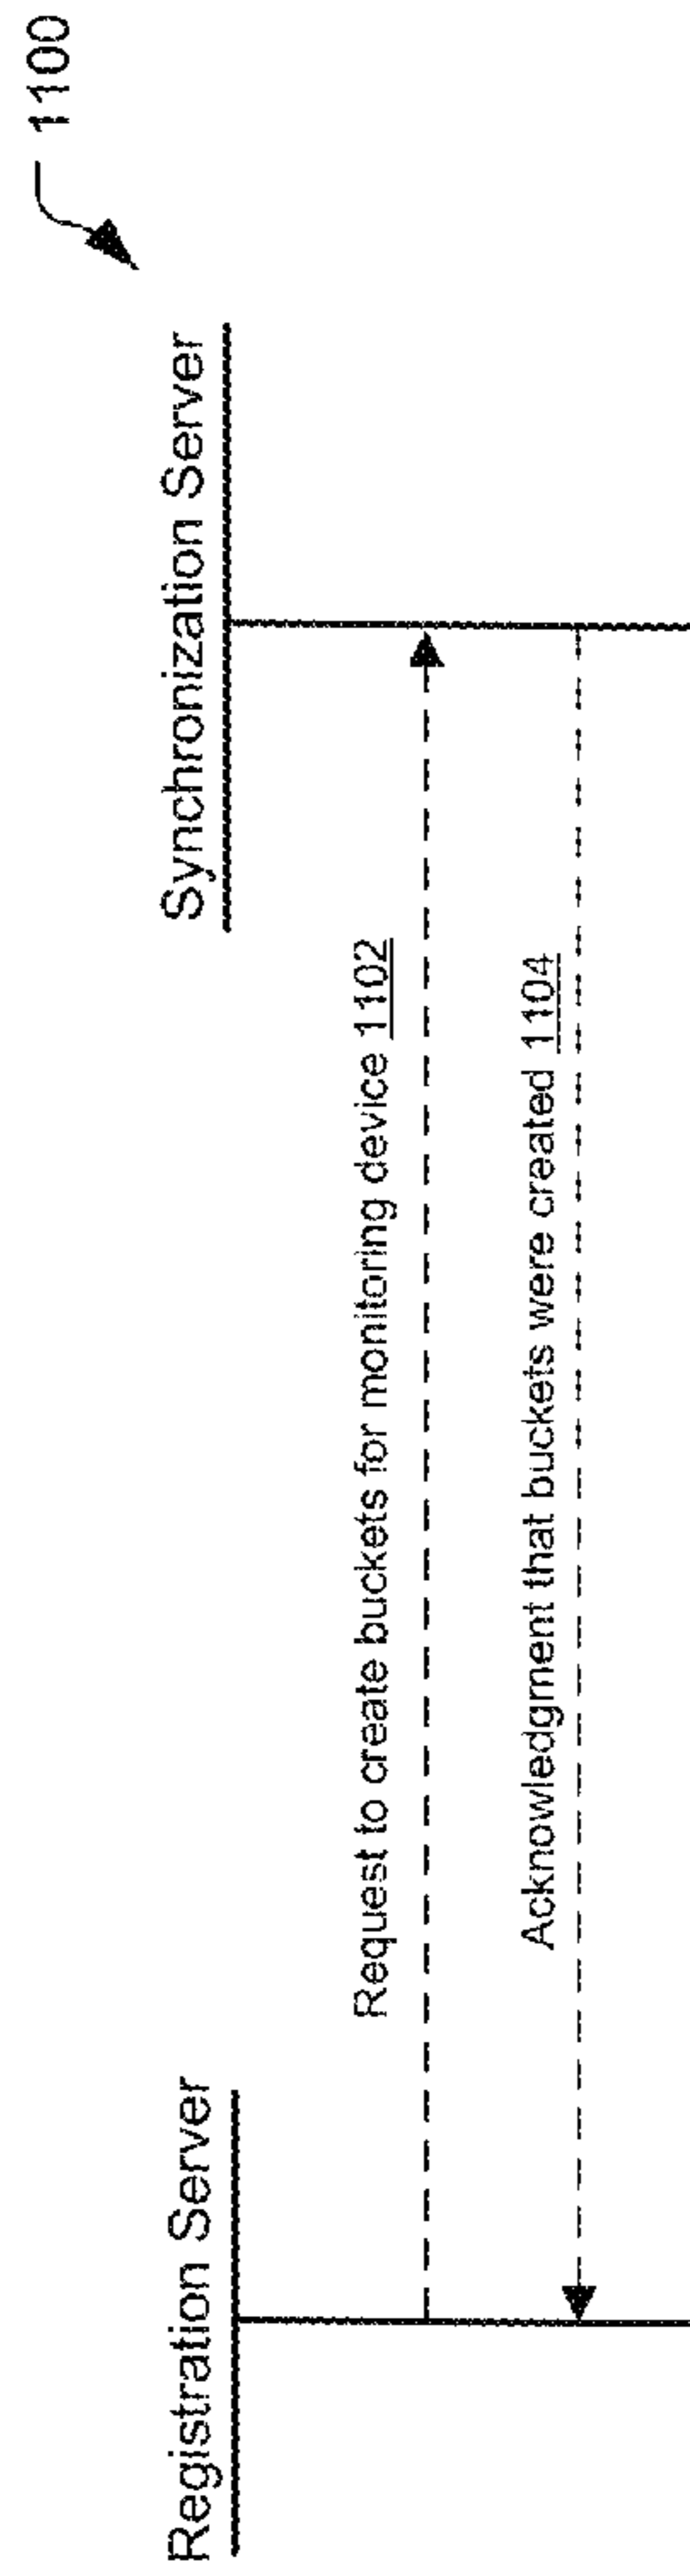 1100
Registration Server
Synchronization Server
Request to create buckets for monitoring device 1102
Acknowledgment that buckets were created 1104